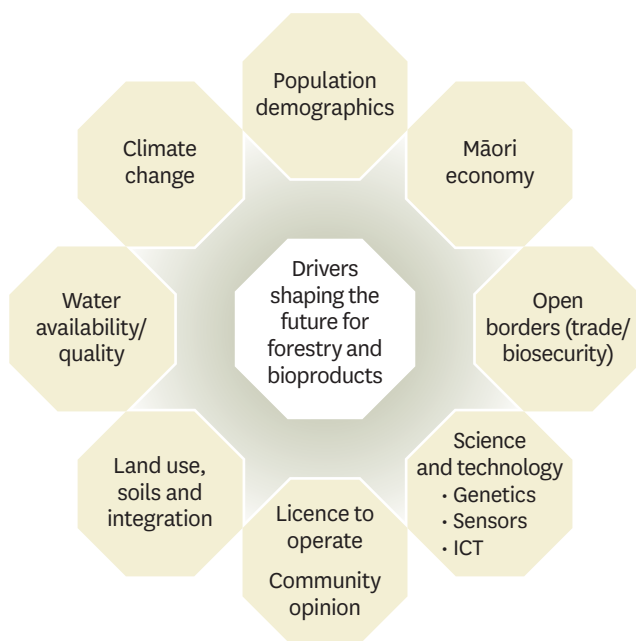 Population
demographics
Māori
economy
Open
borders (trade/
biosecurity)
Science
and technology
· Genetics
· Sensors
· ICT
Licence to
operate
Community
opinion
Land use,
soils and
integration
Water
availability/
quality
Climate
change
Drivers
shaping the
future for
forestry and
bioproducts